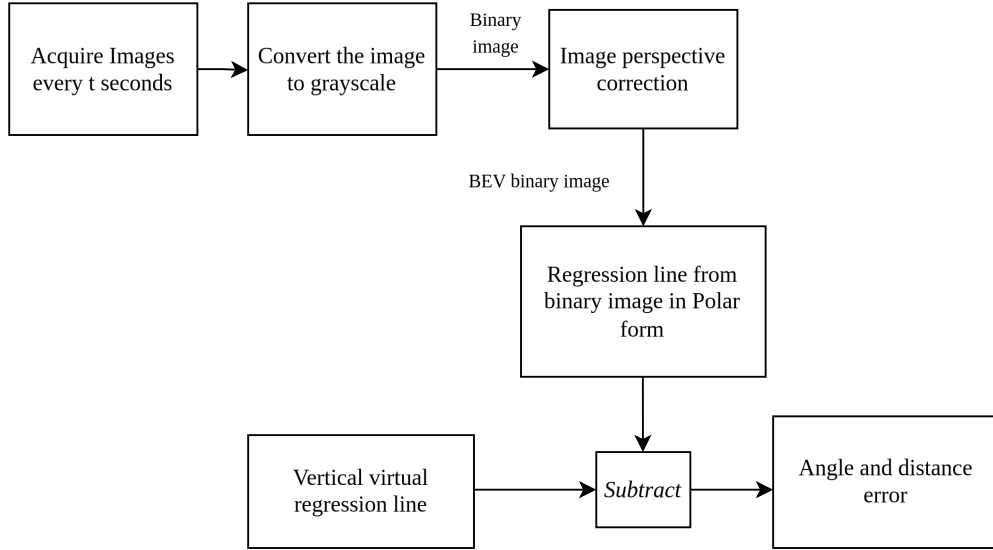 Acquire Images
every t seconds
Convert the image
to grayscale
Binary
image
Image perspective
correction
BEV binary image
Regression line from
binary image in Polar
form
Vertical virtual
regression line
Subtract
Angle and distance
error